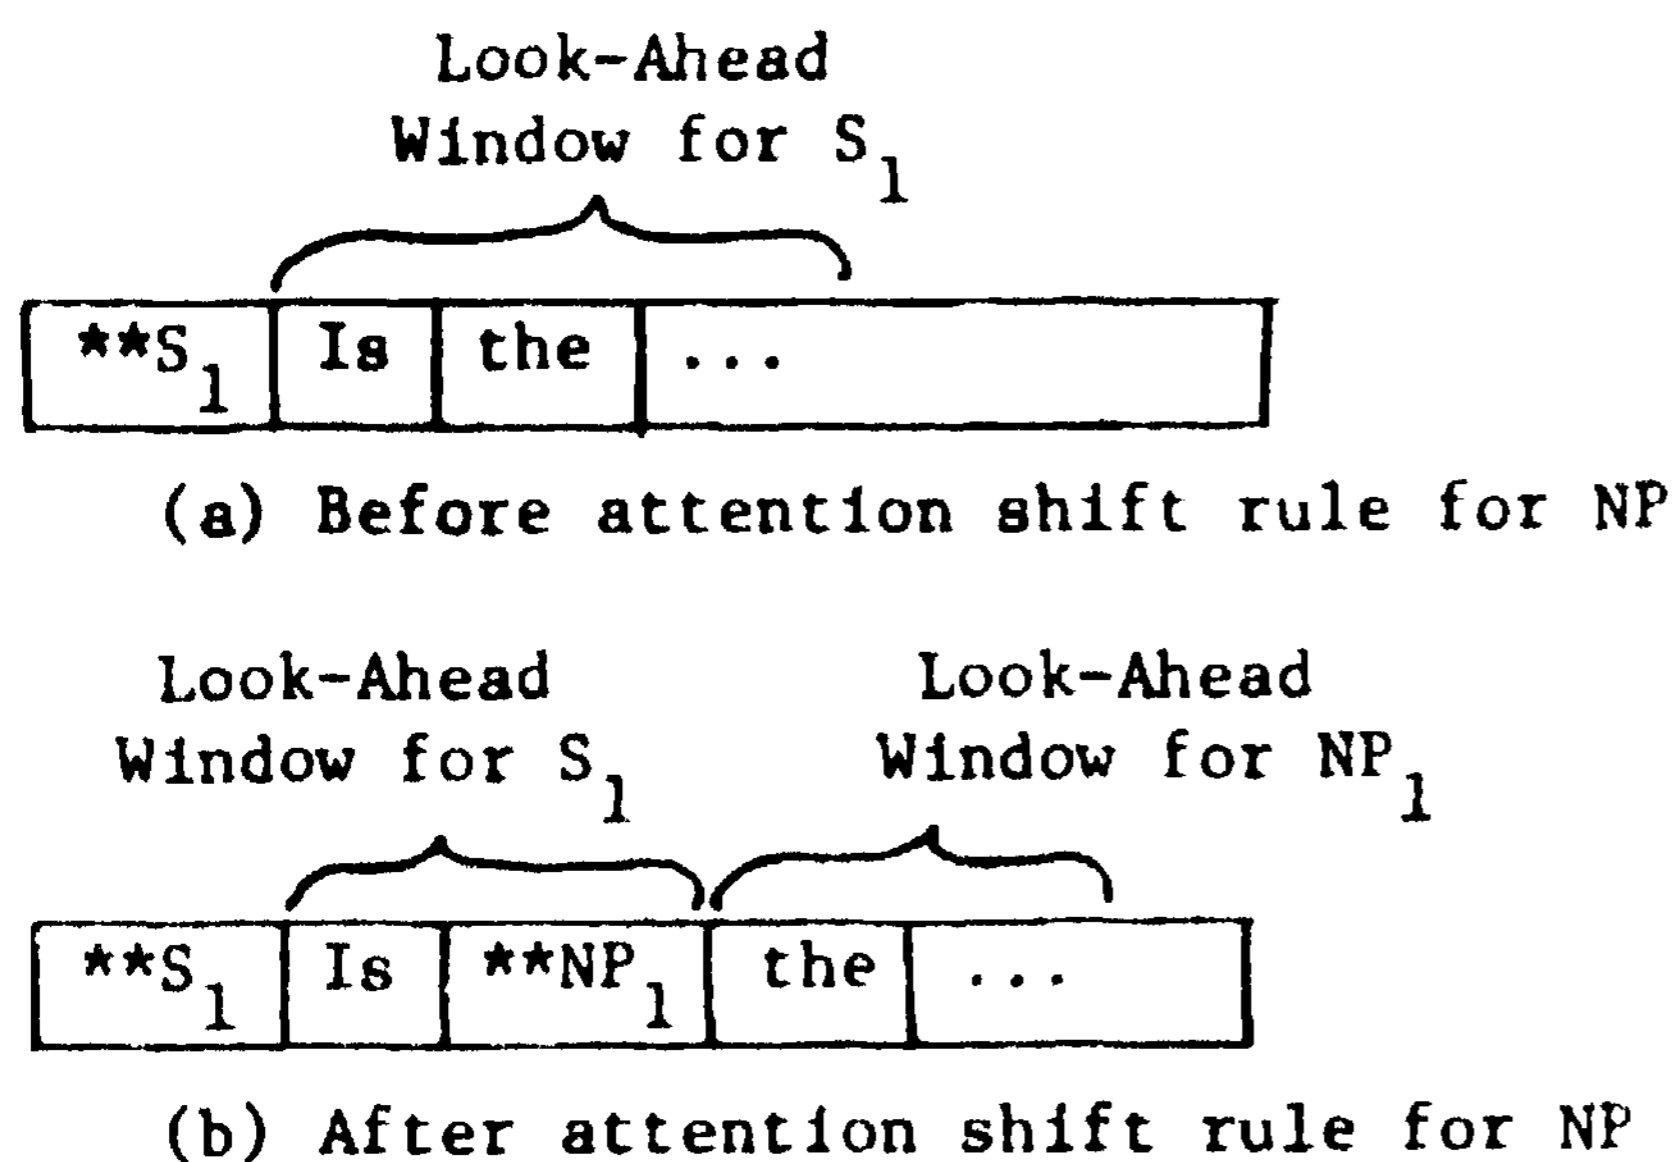 Look-Ahead
Window for S₁
**S₁ Is the ...
(a) Before attention shift rule for NP
Look-Ahead Look-Ahead
Window for S₁ Window for NP₁
**S₁ Is **NP₁ the ...
(b) After attention shift rule for NP